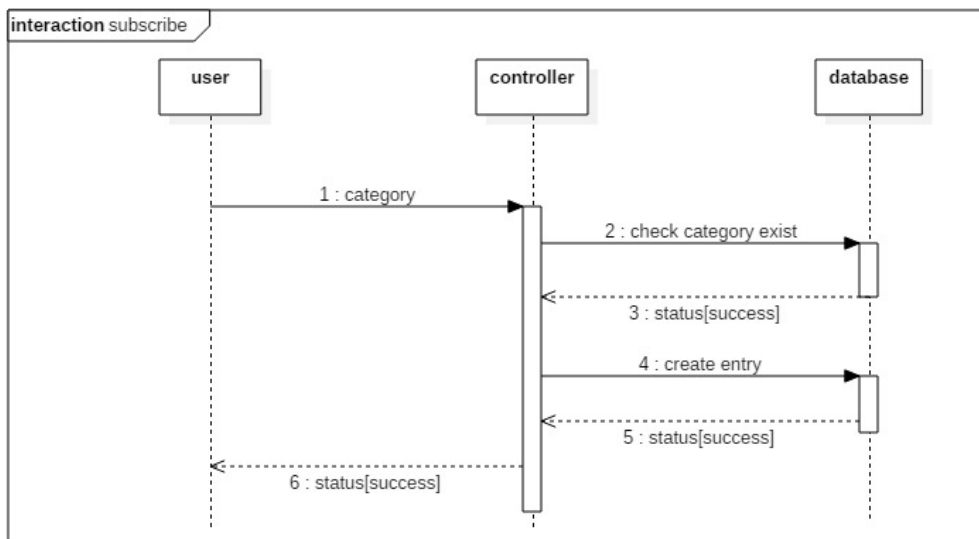 interaction subscribe
user
controller
database
1 : category
2 : check category exist
3 : status[success]
4 : create entry
5 : status[success]
6 : status[success]